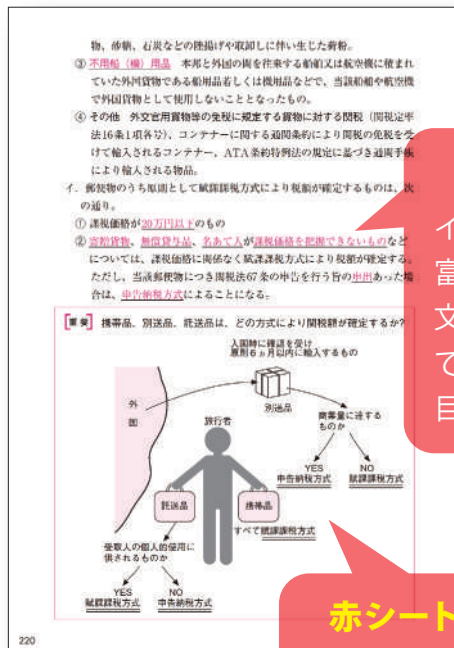 物、砂糖、石炭などの陸揚げや取卸しに伴い生じた荷粉。
③ 不用船（機）用品　本邦と外国の間を往来する船舶又は航空機に積まれ
ていた外国貨物である船用品若しくは機用品などで、当該船舶や航空機
で外国貨物として使用しないこととなったもの。
④ その他　外交官用貨物等の免税に規定する貨物に対する関税（関税定率
法16条1項各号）、コンテナーに関する通関条約により関税の免税を受
けて輸入されるコンテナー、ATA条約特例法の規定に基づき通関手帳
により輸入される物品。
イ．郵便物のうち原則として賦課課税方式により税額が確定するものは、次
の通り。
① 課税価格が20万円以下のもの
② 寄贈貨物、無償貸与品、名あて人が課税価格を把握できないものなど
については、課税価格に関係なく賦課課税方式により税額が確定する。
ただし、当該郵便物につき関税法67条の申告を行う旨の申出あった場
合は、申告納税方式によることになる。
イ
富
文
で
目
【重要】 携帯品、別送品、託送品は、どの方式により関税額が確定するか?
入国時に確認を受け
原則6ヵ月以内に輸入するもの
外
国
別送品
旅行者
商業量に達する
ものか
YES
申告納税方式
NO
賦課課税方式
託送品
携帯品
すべて賦課課税方式
受取人の個人的使用に
供されるものか
YES
賦課課税方式
NO
申告納税方式
赤シート
220